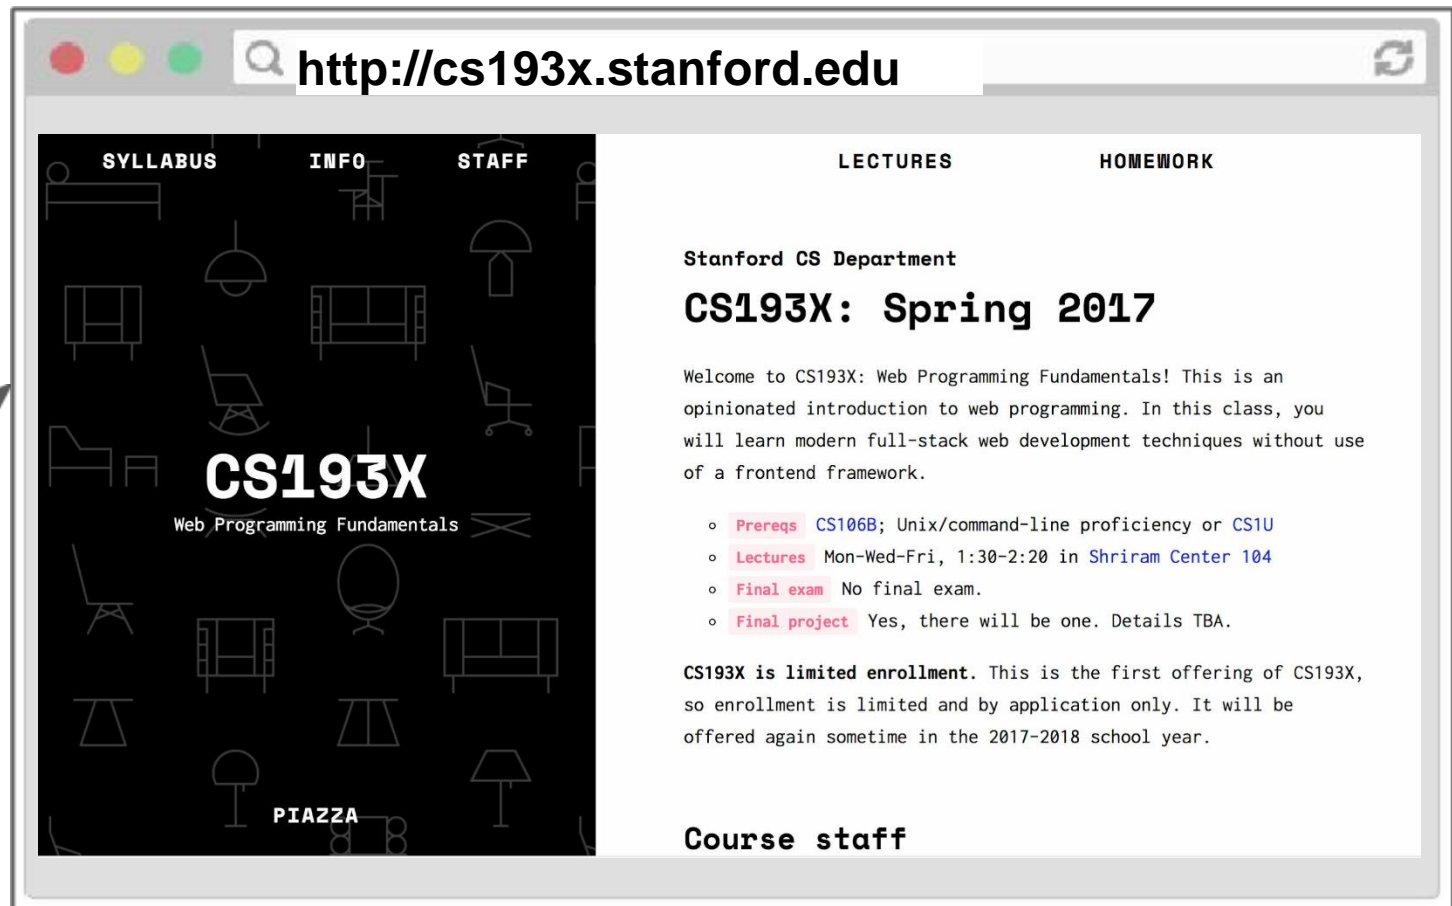 http://cs193x.stanford.edu
SYLLABUS INFO STAFF
LECTURES HOMEWORK
CS193X
Web Programming Fundamentals
PIAZZA
Stanford CS Department
CS193X: Spring 2017
Welcome to CS193X: Web Programming Fundamentals! This is an
opinionated introduction to web programming. In this class, you
will learn modern full-stack web development techniques without use
of a frontend framework.
Prereqs CS106B; Unix/command-line proficiency or CS1U
Lectures Mon-Wed-Fri, 1:30-2:20 in Shriram Center 104
Final exam No final exam.
Final project Yes, there will be one. Details TBA.
CS193X is limited enrollment. This is the first offering of CS193X,
so enrollment is limited and by application only. It will be
offered again sometime in the 2017-2018 school year.
Course staff